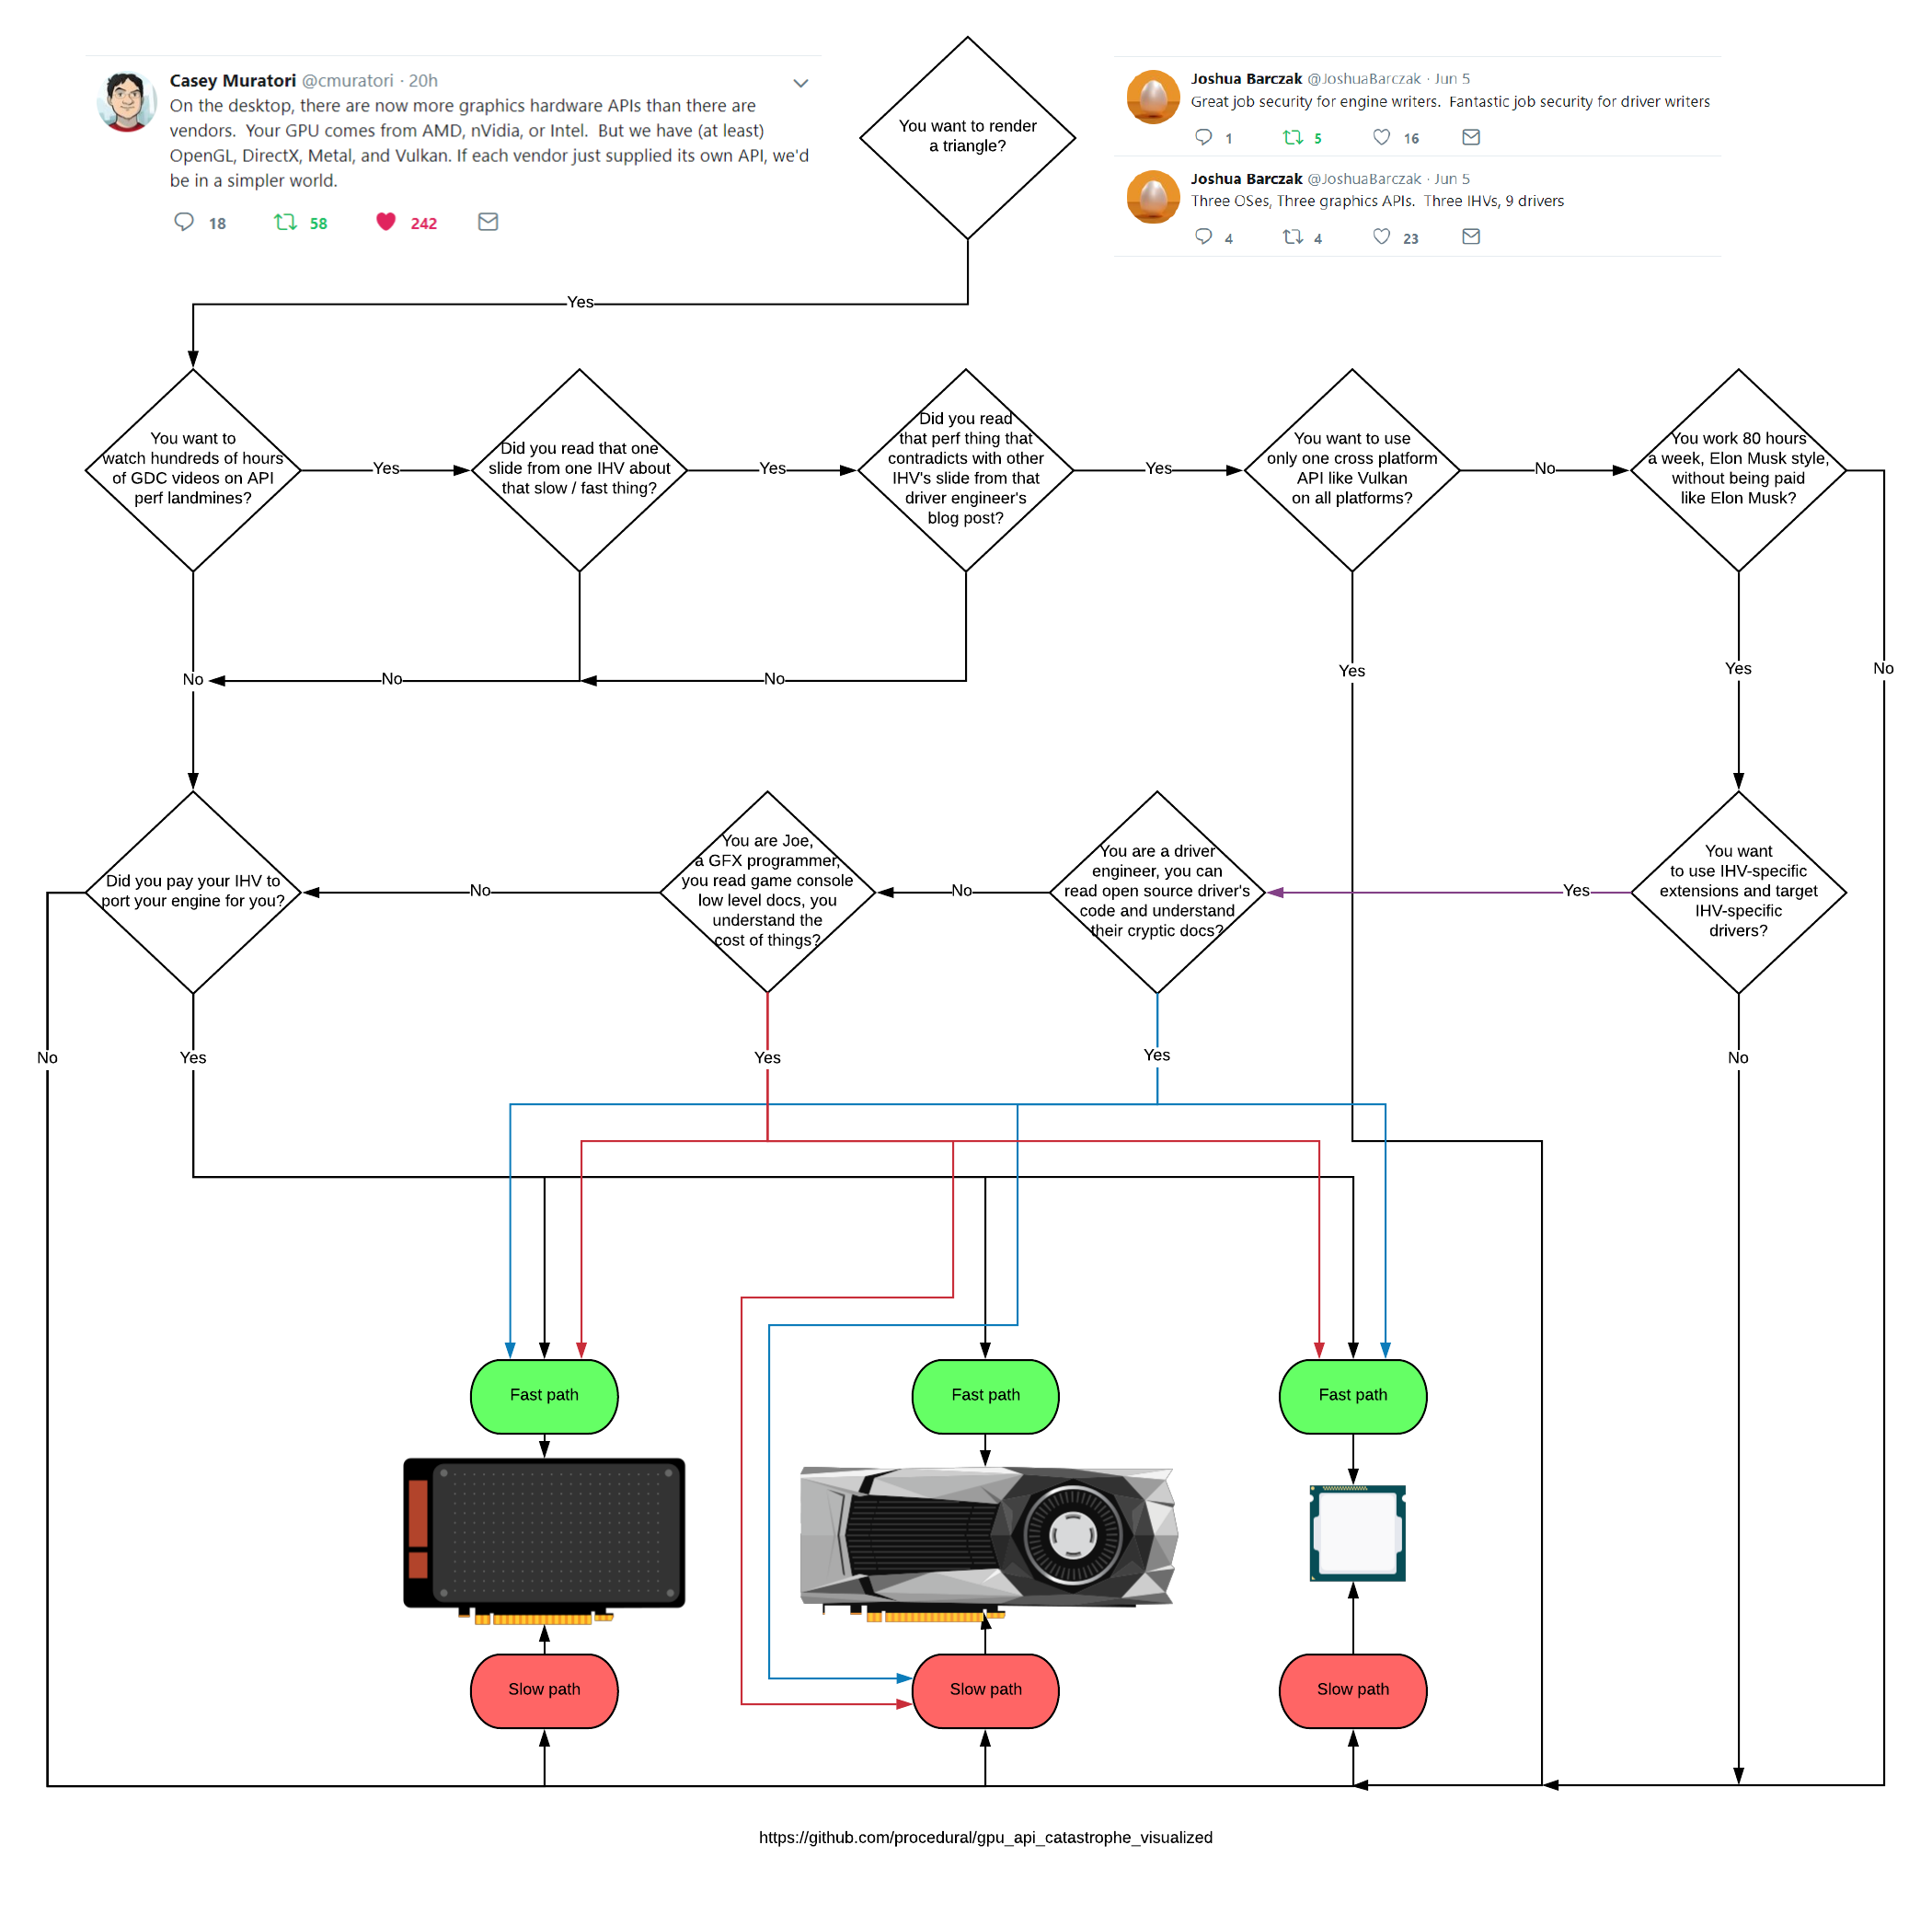 Casey Muratori @cmuratori · 20h
On the desktop, there are now more graphics hardware APIs than there are
vendors.  Your GPU comes from AMD, nVidia, or Intel.  But we have (at least)
OpenGL, DirectX, Metal, and Vulkan. If each vendor just supplied its own API, we'd
be in a simpler world.
18 58 242
You want to render
a triangle?
Joshua Barczak @JoshuaBarczak · Jun 5
Great job security for engine writers.  Fantastic job security for driver writers
1 5 16
Joshua Barczak @JoshuaBarczak · Jun 5
Three OSes, Three graphics APIs.  Three IHVs, 9 drivers
4 4 23
Yes
You want to
watch hundreds of hours
of GDC videos on API
perf landmines?
Yes
Did you read that one
slide from one IHV about
that slow / fast thing?
Yes
Did you read
that perf thing that
contradicts with other
IHV's slide from that
driver engineer's
blog post?
Yes
You want to use
only one cross platform
API like Vulkan
on all platforms?
No
You work 80 hours
a week, Elon Musk style,
without being paid
like Elon Musk?
No
No
No
Yes
Yes
No
Did you pay your IHV to
port your engine for you?
No
You are Joe,
a GFX programmer,
you read game console
low level docs, you
understand the
cost of things?
No
You are a driver
engineer, you can
read open source driver's
code and understand
their cryptic docs?
Yes
You want
to use IHV-specific
extensions and target
IHV-specific
drivers?
No
Yes
Yes
Yes
No
Fast path
Fast path
Fast path
Slow path
Slow path
Slow path
https://github.com/procedural/gpu_api_catastrophe_visualized